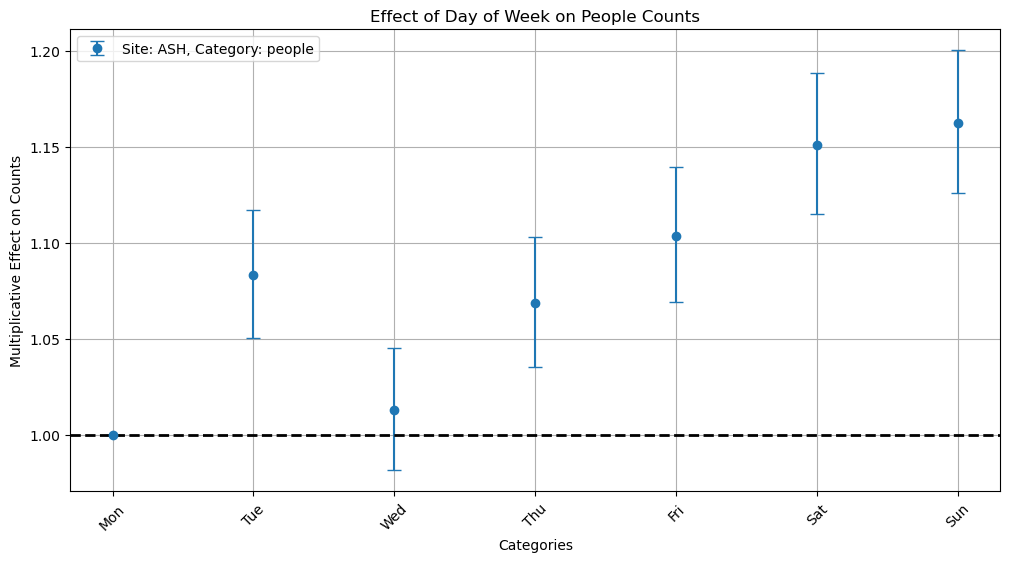 Effect of Day of Week on People Counts
Site: ASH, Category: people
Multiplicative Effect on Counts
1.20
1.15
1.10
1.05
1.00
Mon
Tue
Wed
Thu
Fri
Sat
Sun
Categories